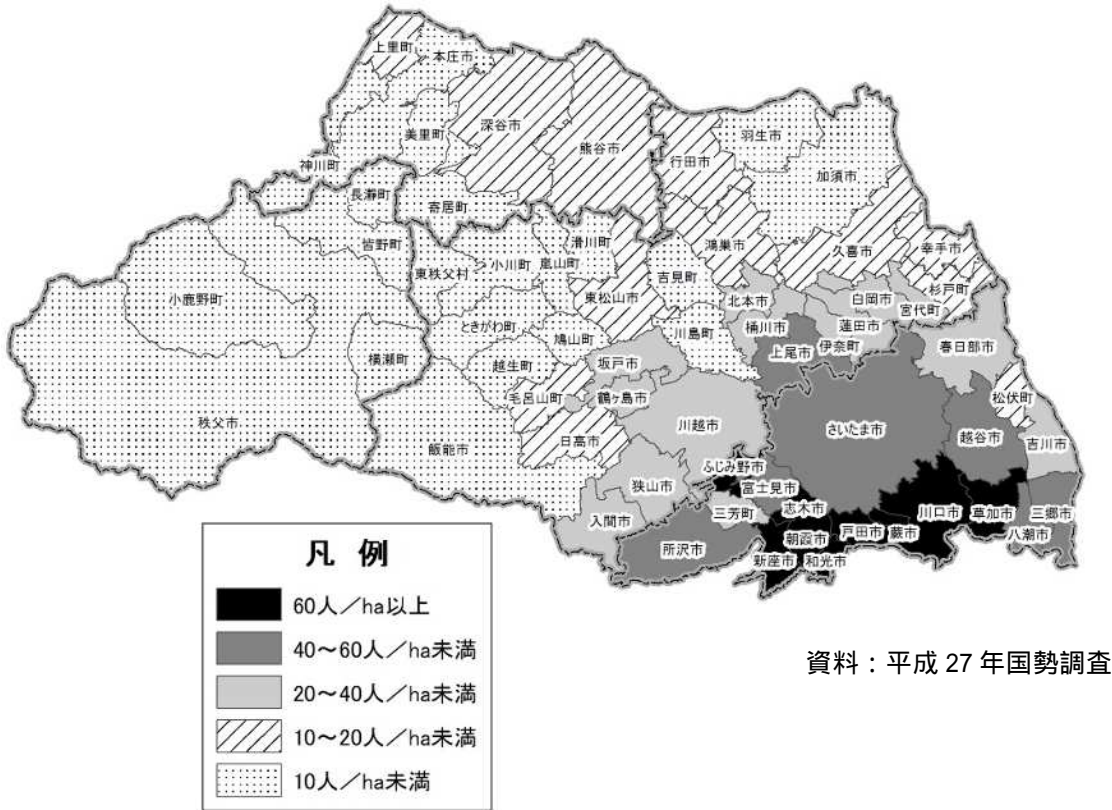 上里町
本庄市
深谷市
熊谷市
美里町
神川町
長瀞町
寄居町
皆野町
行田市
羽生市
加須市
鴻巣市
久喜市
幸手市
杉戸町
小鹿野町
東秩父村
小川町
嵐山町
滑川町
東松山市
吉見町
ときがわ町
鳩山町
川島町
北本市
桶川市
上尾市
伊奈町
白岡市
蓮田市
宮代町
春日部市
横瀬町
越生町
毛呂山町
坂戸市
鶴ヶ島市
日高市
川越市
さいたま市
松伏町
越谷市
吉川市
秩父市
飯能市
狭山市
入間市
所沢市
ふじみ野市
富士見市
三芳町
志木市
朝霞市
新座市
和光市
戸田市
蕨市
川口市
草加市
三郷市
八潮市
凡 例
60人／ha以上
40～60人／ha未満
20～40人／ha未満
10～20人／ha未満
10人／ha未満
資料：平成 27 年国勢調査